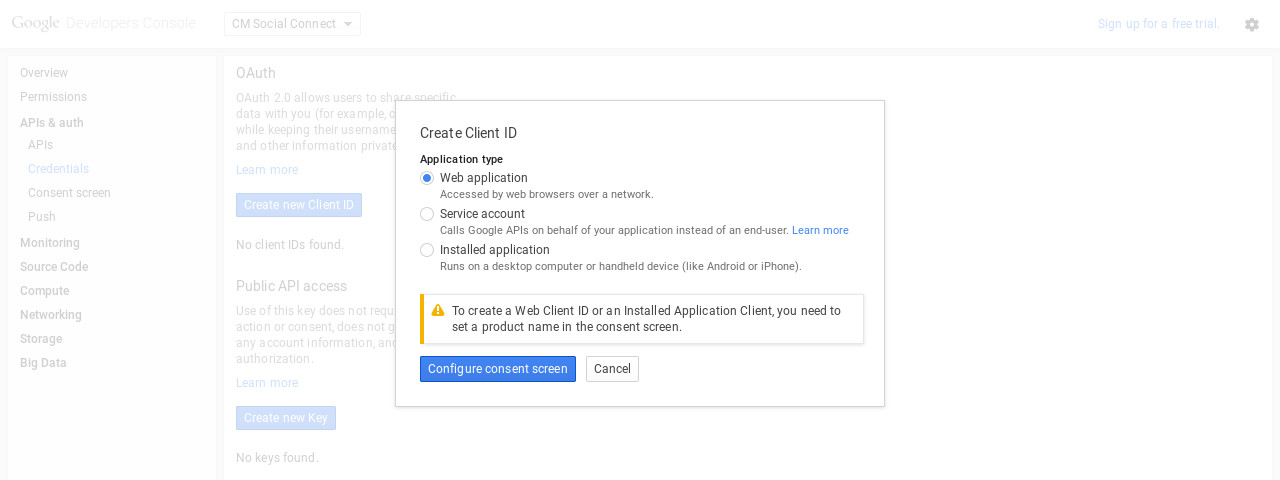 Google Developers Console
CM Social Connect
Sign up for a free trial.
Overview
Permissions
APIs & auth
APIs
Credentials
Consent screen
Push
Monitoring
Source Code
Compute
Networking
Storage
Big Data
OAuth
OAuth 2.0 allows users to share specific
data with you (for example, c
while keeping their username
and other information private
Learn more
Create new Client ID
No client IDs found.
Public API access
Use of this key does not requ
action or consent, does not g
any account information, and
authorization.
Learn more
Create new Key
No keys found.
Create Client ID
Application type
Web application
Accessed by web browsers over a network.
Service account
Calls Google APIs on behalf of your application instead of an end-user. Learn more
Installed application
Runs on a desktop computer or handheld device (like Android or iPhone).
To create a Web Client ID or an Installed Application Client, you need to
set a product name in the consent screen.
Configure consent screen
Cancel